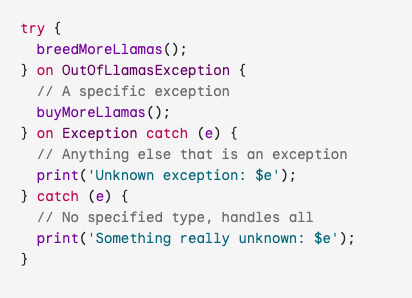 try {
  breedMoreLlamas();
} on OutOfLlamasException {
  // A specific exception
  buyMoreLlamas();
} on Exception catch (e) {
  // Anything else that is an exception
  print('Unknown exception: $e');
} catch (e) {
  // No specified type, handles all
  print('Something really unknown: $e');
}